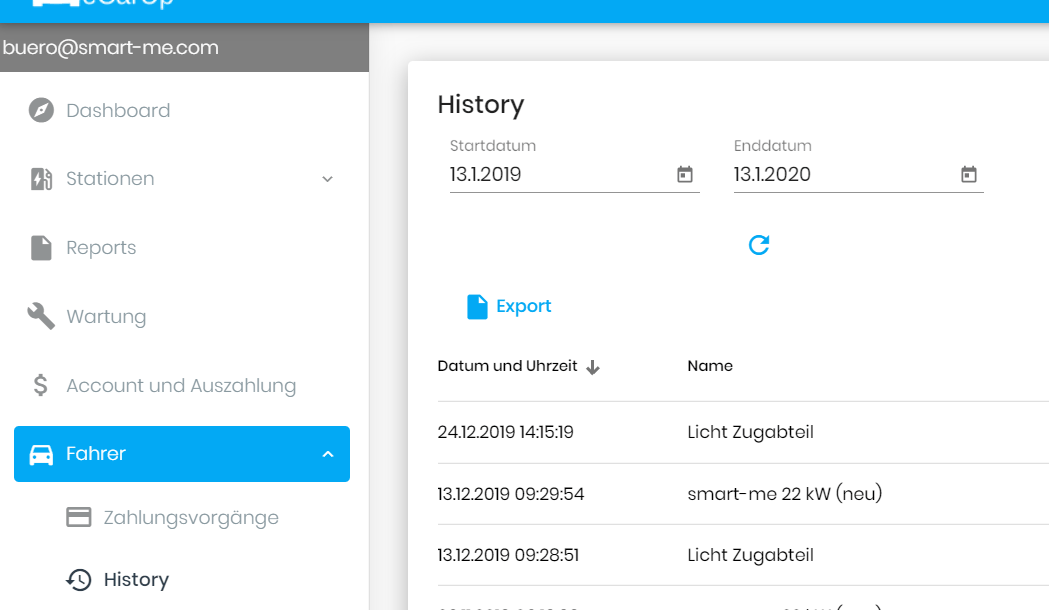 eCarUp
buero@smart-me.com
Dashboard
Stationen
Reports
Wartung
Account und Auszahlung
Fahrer
Zahlungsvorgänge
History
History
Startdatum Enddatum
13.1.2019 13.1.2020
Export
Datum und Uhrzeit Name
24.12.2019 14:15:19 Licht Zugabteil
13.12.2019 09:29:54 smart-me 22 kW (neu)
13.12.2019 09:28:51 Licht Zugabteil